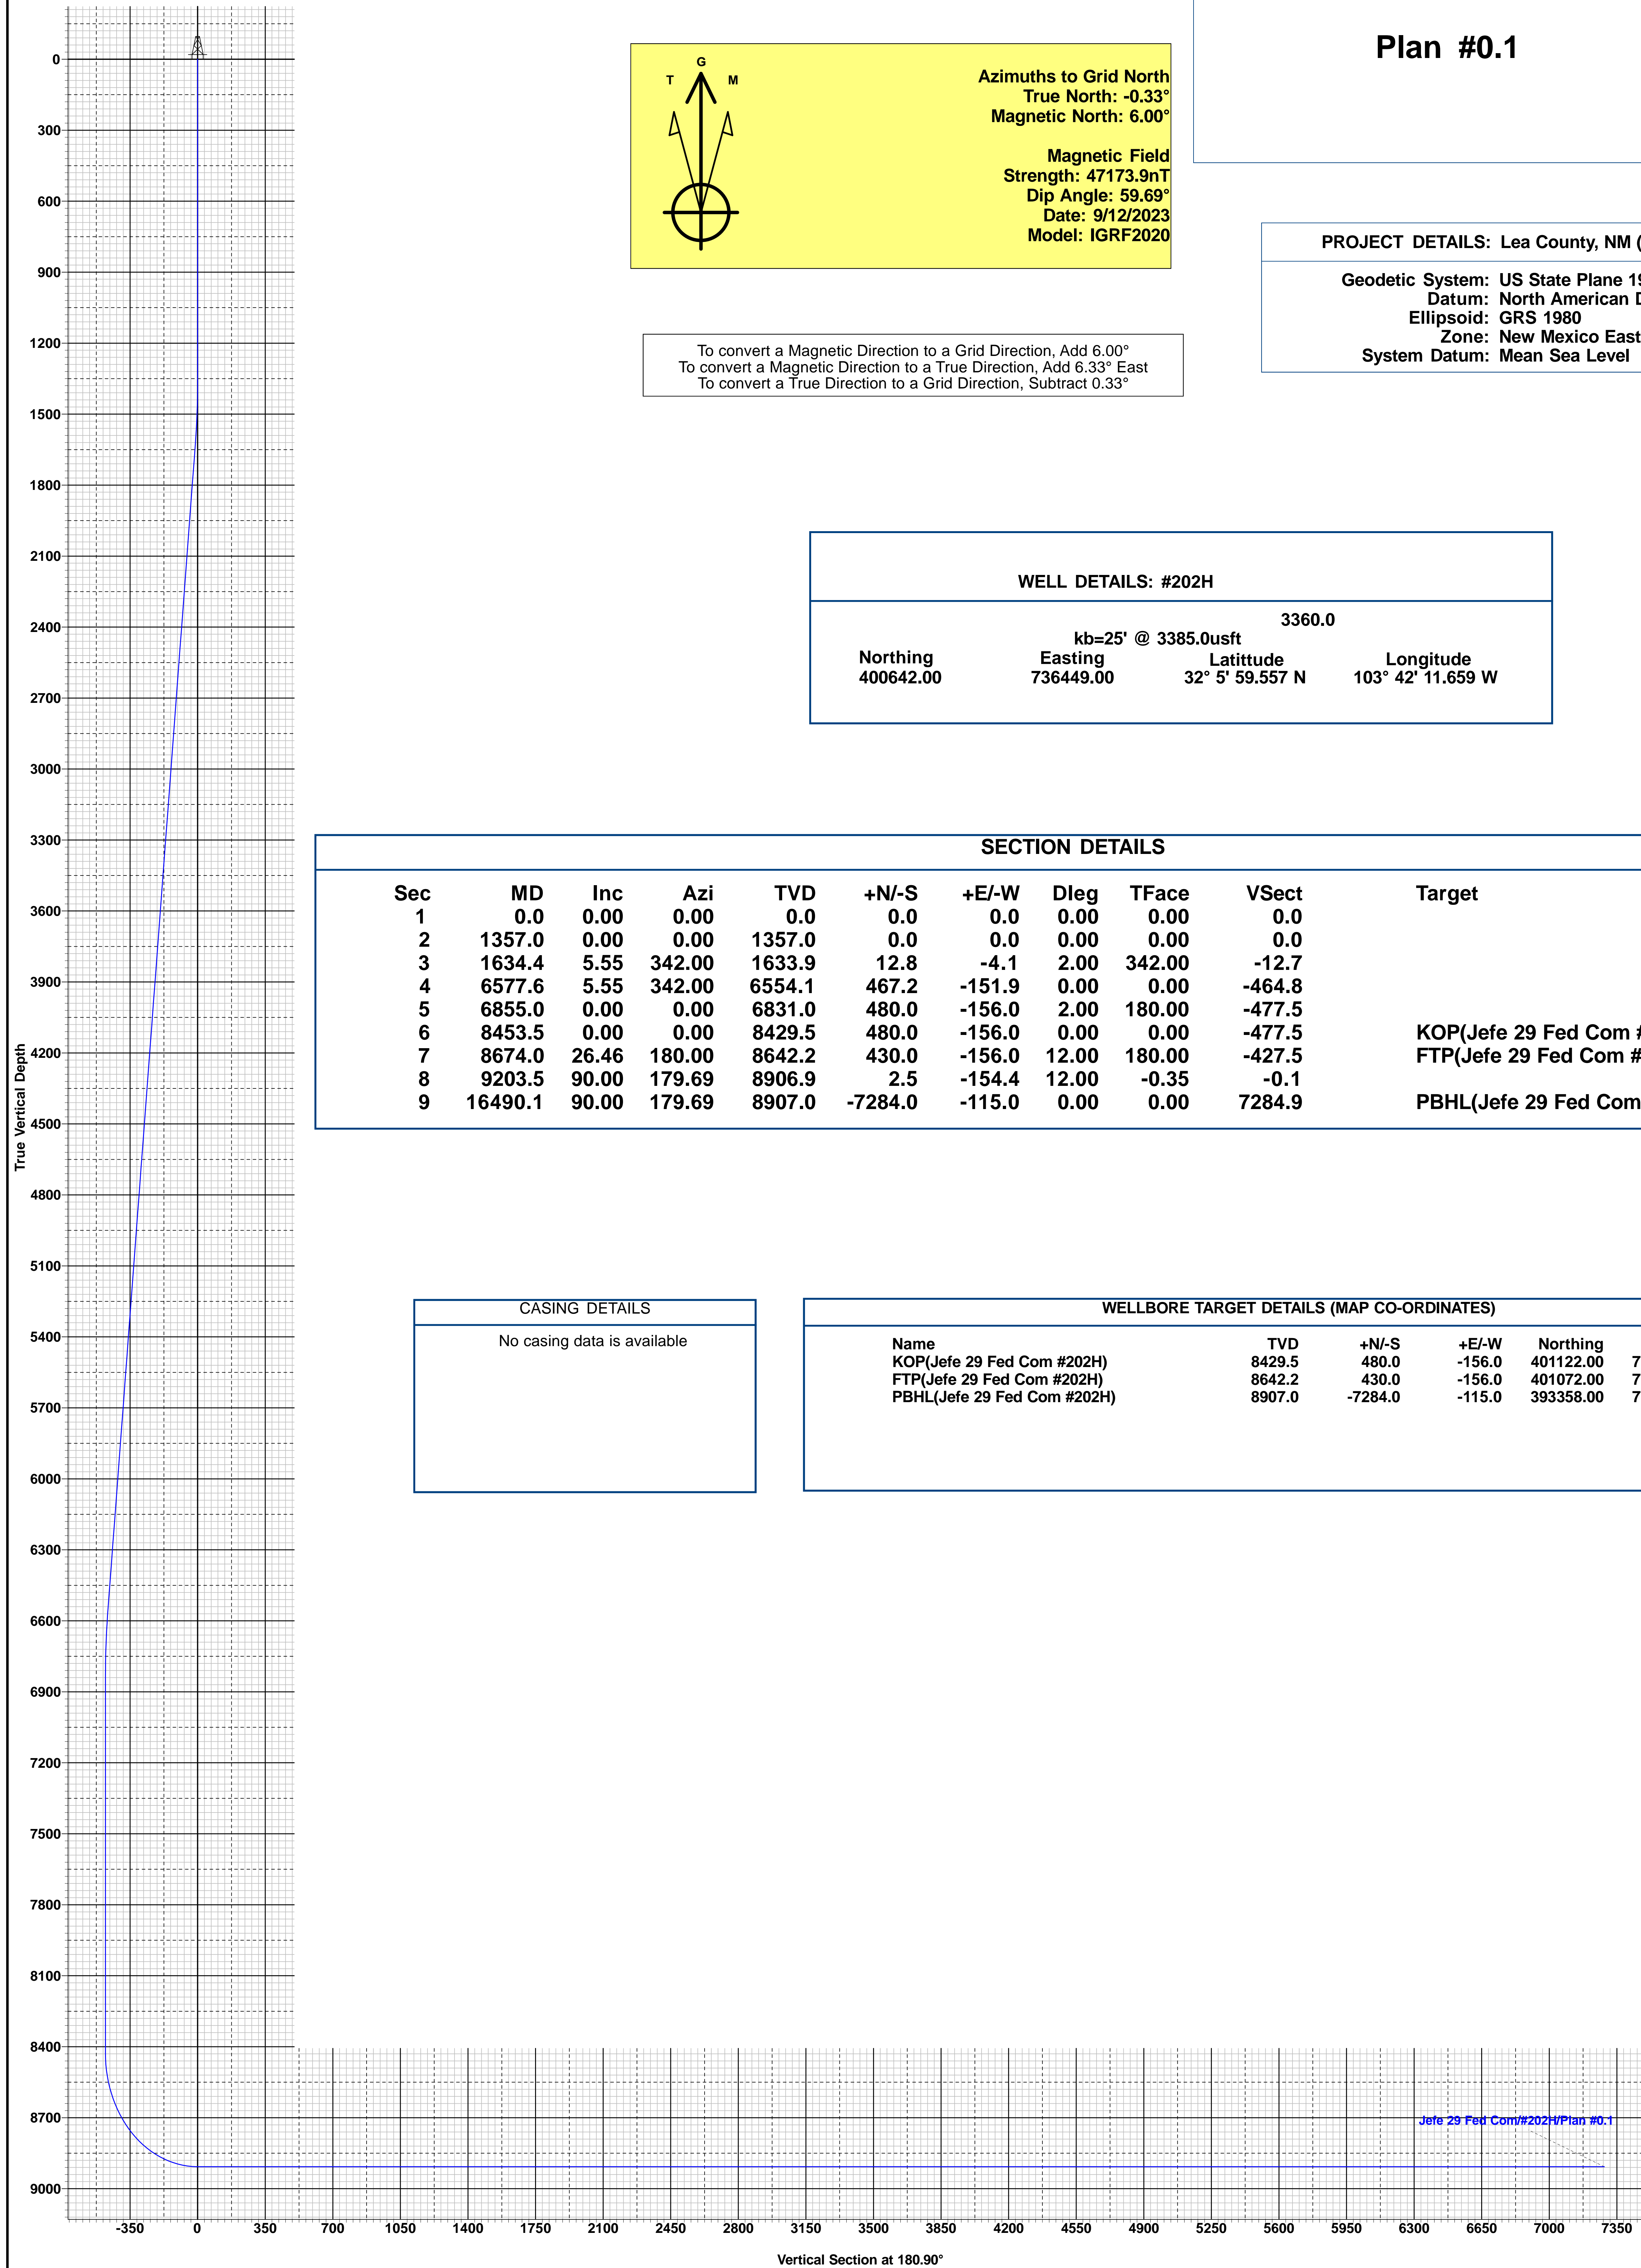 Plan #0.1
T G M
Azimuths to Grid North
True North: -0.33°
Magnetic North: 6.00°
Magnetic Field
Strength: 47173.9nT
Dip Angle: 59.69°
Date: 9/12/2023
Model: IGRF2020
To convert a Magnetic Direction to a Grid Direction, Add 6.00°
To convert a Magnetic Direction to a True Direction, Add 6.33° East
To convert a True Direction to a Grid Direction, Subtract 0.33°
PROJECT DETAILS: Lea County, NM (
Geodetic System: US State Plane 19
Datum: North American D
Ellipsoid: GRS 1980
Zone: New Mexico East
System Datum: Mean Sea Level
WELL DETAILS: #202H
3360.0
kb=25' @ 3385.0usft
Northing Easting Latittude Longitude
400642.00 736449.00 32° 5' 59.557 N 103° 42' 11.659 W
SECTION DETAILS
Sec MD Inc Azi TVD +N/-S +E/-W Dleg TFace VSect Target
1 0.0 0.00 0.00 0.0 0.0 0.0 0.00 0.00 0.0
2 1357.0 0.00 0.00 1357.0 0.0 0.0 0.00 0.00 0.0
3 1634.4 5.55 342.00 1633.9 12.8 -4.1 2.00 342.00 -12.7
4 6577.6 5.55 342.00 6554.1 467.2 -151.9 0.00 0.00 -464.8
5 6855.0 0.00 0.00 6831.0 480.0 -156.0 2.00 180.00 -477.5
6 8453.5 0.00 0.00 8429.5 480.0 -156.0 0.00 0.00 -477.5 KOP(Jefe 29 Fed Com #
7 8674.0 26.46 180.00 8642.2 430.0 -156.0 12.00 180.00 -427.5 FTP(Jefe 29 Fed Com #
8 9203.5 90.00 179.69 8906.9 2.5 -154.4 12.00 -0.35 -0.1
9 16490.1 90.00 179.69 8907.0 -7284.0 -115.0 0.00 0.00 7284.9 PBHL(Jefe 29 Fed Com
CASING DETAILS
No casing data is available
WELLBORE TARGET DETAILS (MAP CO-ORDINATES)
Name TVD +N/-S +E/-W Northing
KOP(Jefe 29 Fed Com #202H) 8429.5 480.0 -156.0 401122.00 7
FTP(Jefe 29 Fed Com #202H) 8642.2 430.0 -156.0 401072.00 7
PBHL(Jefe 29 Fed Com #202H) 8907.0 -7284.0 -115.0 393358.00 7
True Vertical Depth
0
300
600
900
1200
1500
1800
2100
2400
2700
3000
3300
3600
3900
4200
4500
4800
5100
5400
5700
6000
6300
6600
6900
7200
7500
7800
8100
8400
8700
9000
Jefe 29 Fed Com/#202H/Plan #0.1
-350 0 350 700 1050 1400 1750 2100 2450 2800 3150 3500 3850 4200 4550 4900 5250 5600 5950 6300 6650 7000 7350
Vertical Section at 180.90°